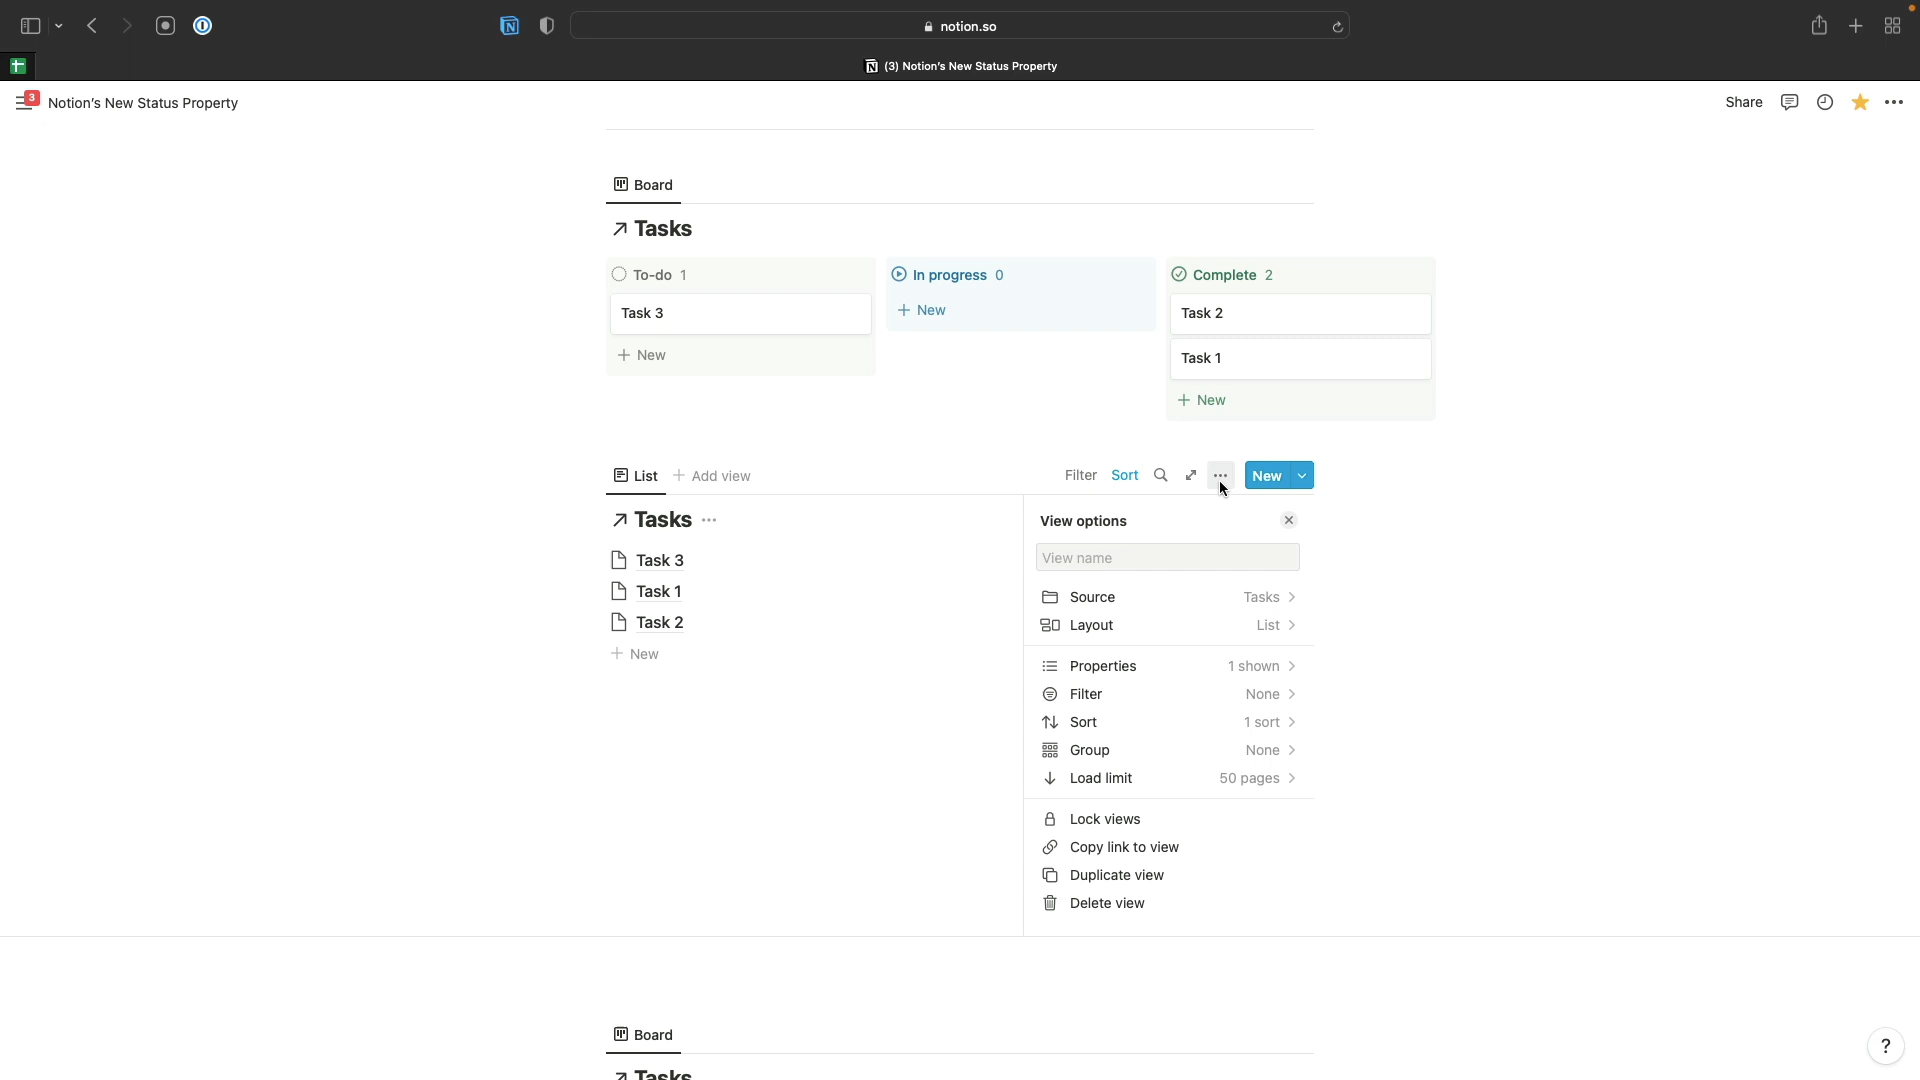 notion.so
(3) Notion's New Status Property
3 Notion's New Status Property
Share
Board
Tasks
To-do 1
In progress 0
Complete 2
Task 3
+ New
Task 2
+ New
Task 1
+ New
List + Add view
Filter Sort
New
Tasks
View options
View name
Task 3
Task 1
Task 2
+ New
Source Tasks
Layout List
Properties 1 shown
Filter None
Sort 1 sort
Group None
Load limit 50 pages
Lock views
Copy link to view
Duplicate view
Delete view
Board
Tasks
?